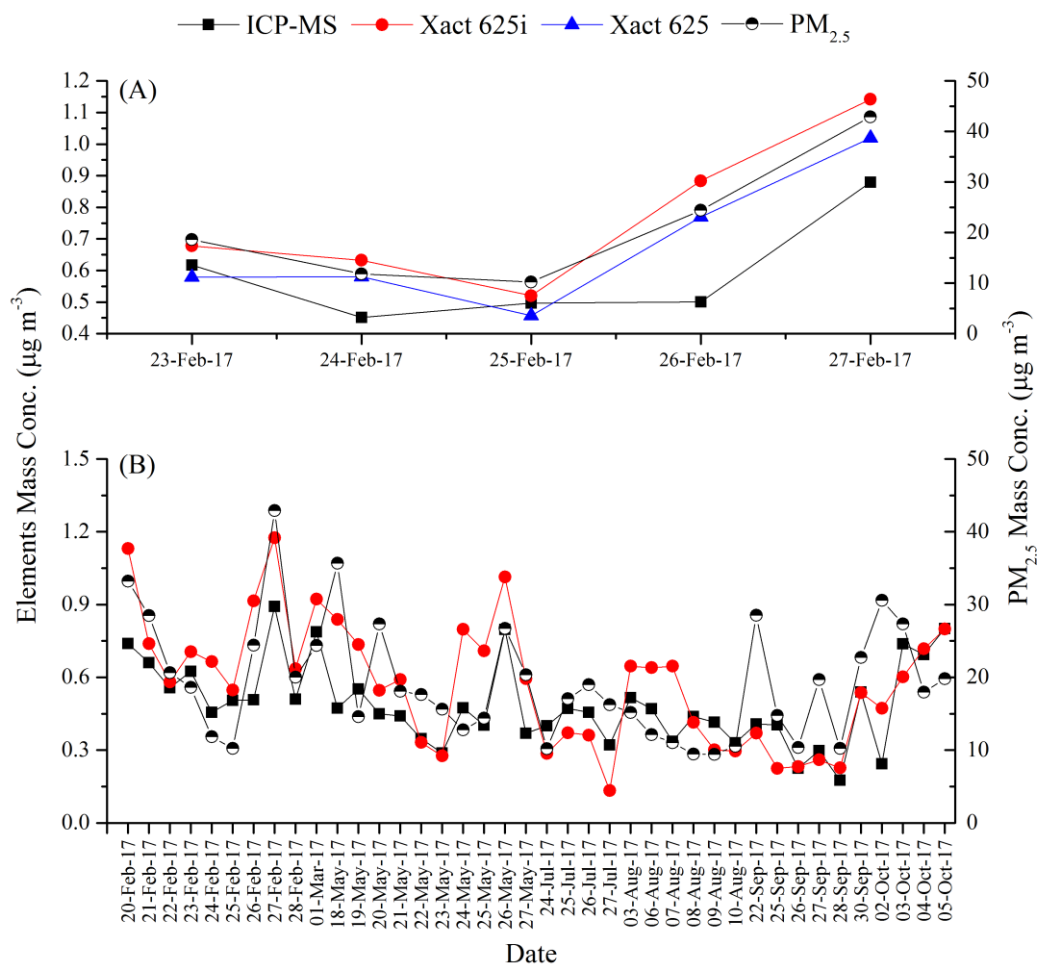 ICP-MS Xact 625i Xact 625 PM2.5
(A)
1.2
1.1
1.0
0.9
0.8
0.7
0.6
0.5
0.4
50
40
30
20
10
0
23-Feb-17 24-Feb-17 25-Feb-17 26-Feb-17 27-Feb-17
Elements Mass Conc. (µg m-3)
PM2.5 Mass Conc. (µg m-3)
(B)
1.5
1.2
0.9
0.6
0.3
0.0
50
40
30
20
10
0
20-Feb-17
21-Feb-17
22-Feb-17
23-Feb-17
24-Feb-17
25-Feb-17
26-Feb-17
27-Feb-17
28-Feb-17
01-Mar-17
18-May-17
19-May-17
20-May-17
21-May-17
22-May-17
23-May-17
24-May-17
25-May-17
26-May-17
27-May-17
24-Jul-17
25-Jul-17
26-Jul-17
27-Jul-17
03-Aug-17
06-Aug-17
07-Aug-17
08-Aug-17
09-Aug-17
10-Aug-17
22-Sep-17
25-Sep-17
26-Sep-17
27-Sep-17
28-Sep-17
30-Sep-17
02-Oct-17
03-Oct-17
04-Oct-17
05-Oct-17
Date